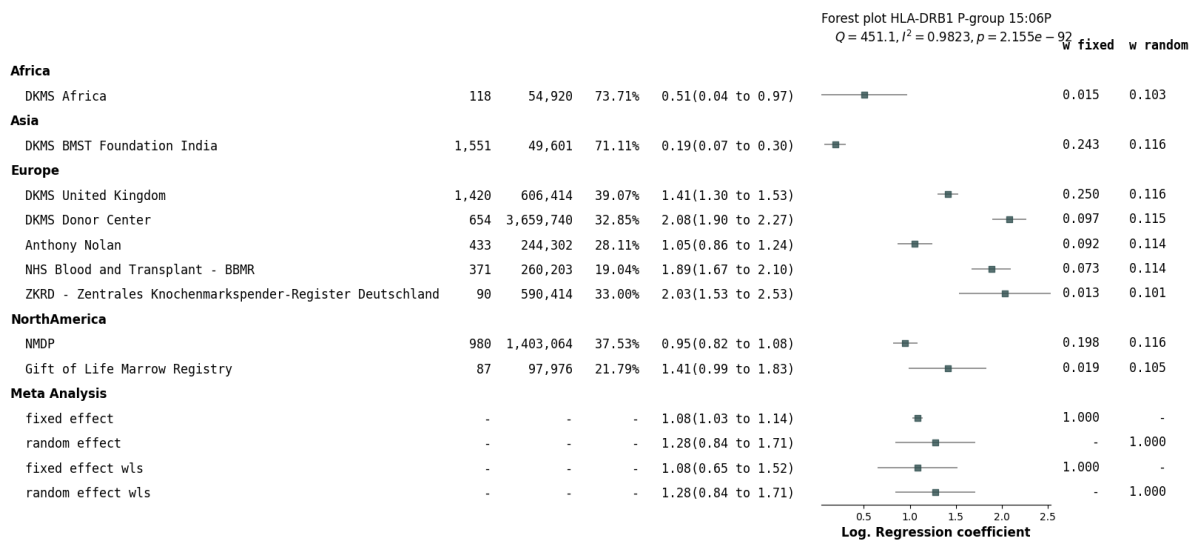 Forest plot HLA-DRB1 P-group 15:06P
Q = 451.1, I² = 0.9823, p = 2.155e − 92
w fixed w random
Africa
DKMS Africa 118 54,920 73.71% 0.51(0.04 to 0.97) 0.015 0.103
Asia
DKMS BMST Foundation India 1,551 49,601 71.11% 0.19(0.07 to 0.30) 0.243 0.116
Europe
DKMS United Kingdom 1,420 606,414 39.07% 1.41(1.30 to 1.53) 0.250 0.116
DKMS Donor Center 654 3,659,740 32.85% 2.08(1.90 to 2.27) 0.097 0.115
Anthony Nolan 433 244,302 28.11% 1.05(0.86 to 1.24) 0.092 0.114
NHS Blood and Transplant - BBMR 371 260,203 19.04% 1.89(1.67 to 2.10) 0.073 0.114
ZKRD - Zentrales Knochenmarkspender-Register Deutschland 90 590,414 33.00% 2.03(1.53 to 2.53) 0.013 0.101
NorthAmerica
NMDP 980 1,403,064 37.53% 0.95(0.82 to 1.08) 0.198 0.116
Gift of Life Marrow Registry 87 97,976 21.79% 1.41(0.99 to 1.83) 0.019 0.105
Meta Analysis
fixed effect - - - 1.08(1.03 to 1.14) 1.000 -
random effect - - - 1.28(0.84 to 1.71) - 1.000
fixed effect wls - - - 1.08(0.65 to 1.52) 1.000 -
random effect wls - - - 1.28(0.84 to 1.71) - 1.000
0.5 1.0 1.5 2.0 2.5
Log. Regression coefficient